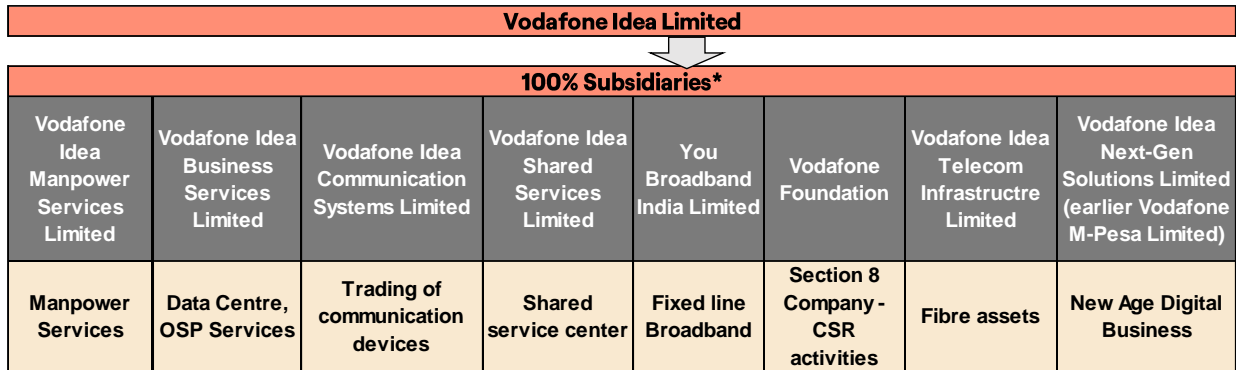 Vodafone Idea Limited
100% Subsidiaries*
Vodafone
Idea
Manpower
Services
Limited
Vodafone Idea
Business
Services
Limited
Vodafone Idea
Communication
Systems Limited
Vodafone Idea
Shared
Services
Limited
You
Broadband
India Limited
Vodafone
Foundation
Vodafone Idea
Telecom
Infrastructre
Limited
Vodafone Idea
Next-Gen
Solutions Limited
(earlier Vodafone
M-Pesa Limited)
Manpower
Services
Data Centre,
OSP Services
Trading of
communication
devices
Shared
service center
Fixed line
Broadband
Section 8
Company -
CSR
activities
Fibre assets
New Age Digital
Business